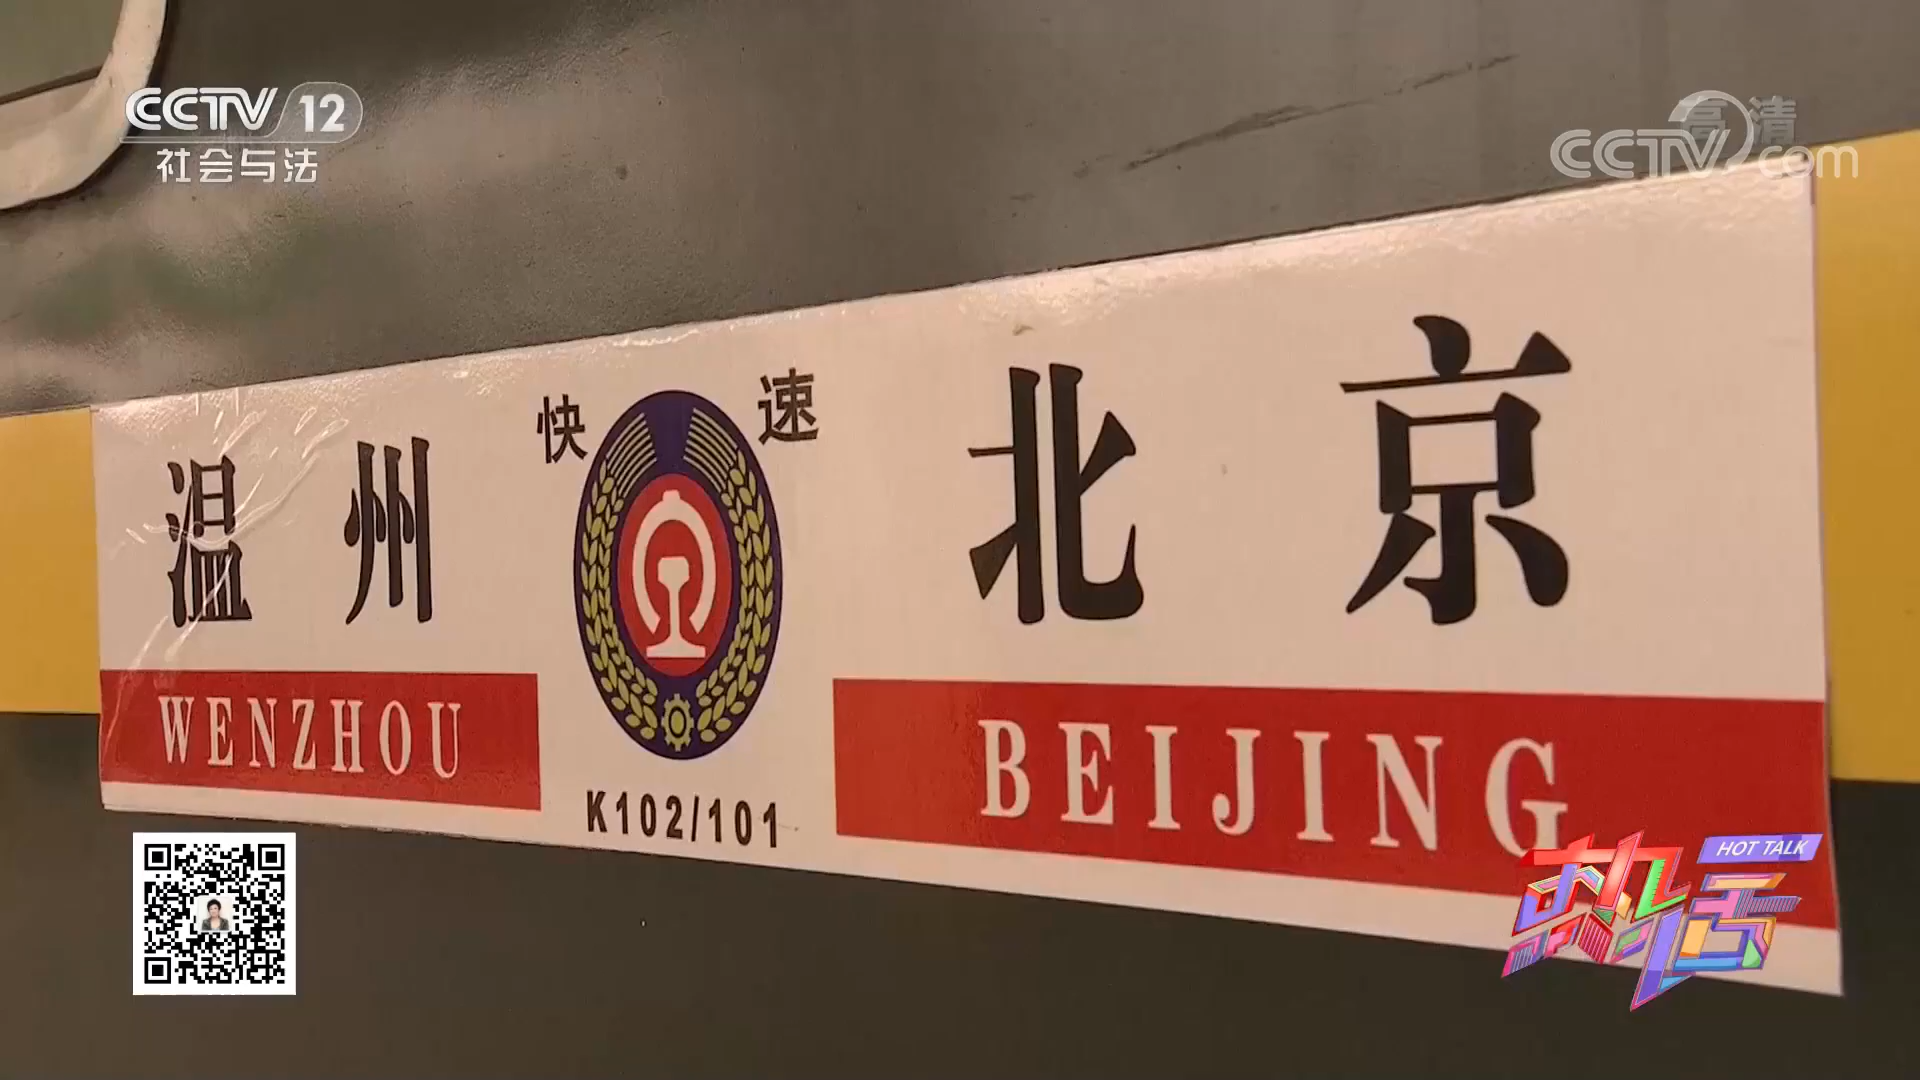 CCTV 12
社会与法
高清
CCTV.com
快速
温州 北京
WENZHOU BEIJING
K102/101
HOT TALK
热话